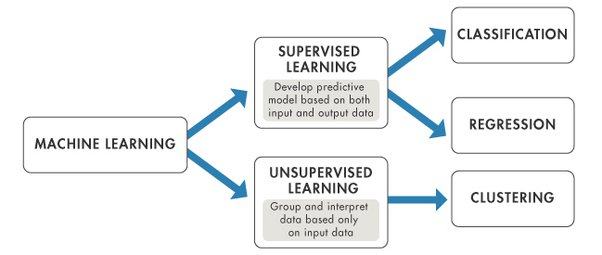 MACHINE LEARNING
SUPERVISED
LEARNING
Develop predictive
model based on both
input and output data
UNSUPERVISED
LEARNING
Group and interpret
data based only
on input data
CLASSIFICATION
REGRESSION
CLUSTERING